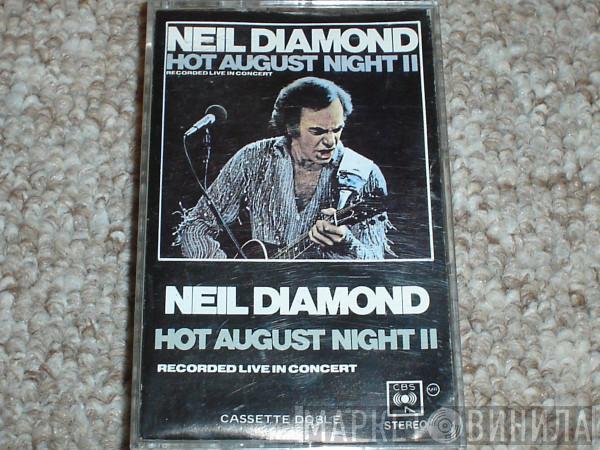 NEIL DIAMOND
HOT AUGUST NIGHT II
RECORDED LIVE IN CONCERT
NEIL DIAMOND
HOT AUGUST NIGHT II
RECORDED LIVE IN CONCERT
CBS
STEREO
CASSETTE DOBLE
МАРКЕТ ВИНИЛА